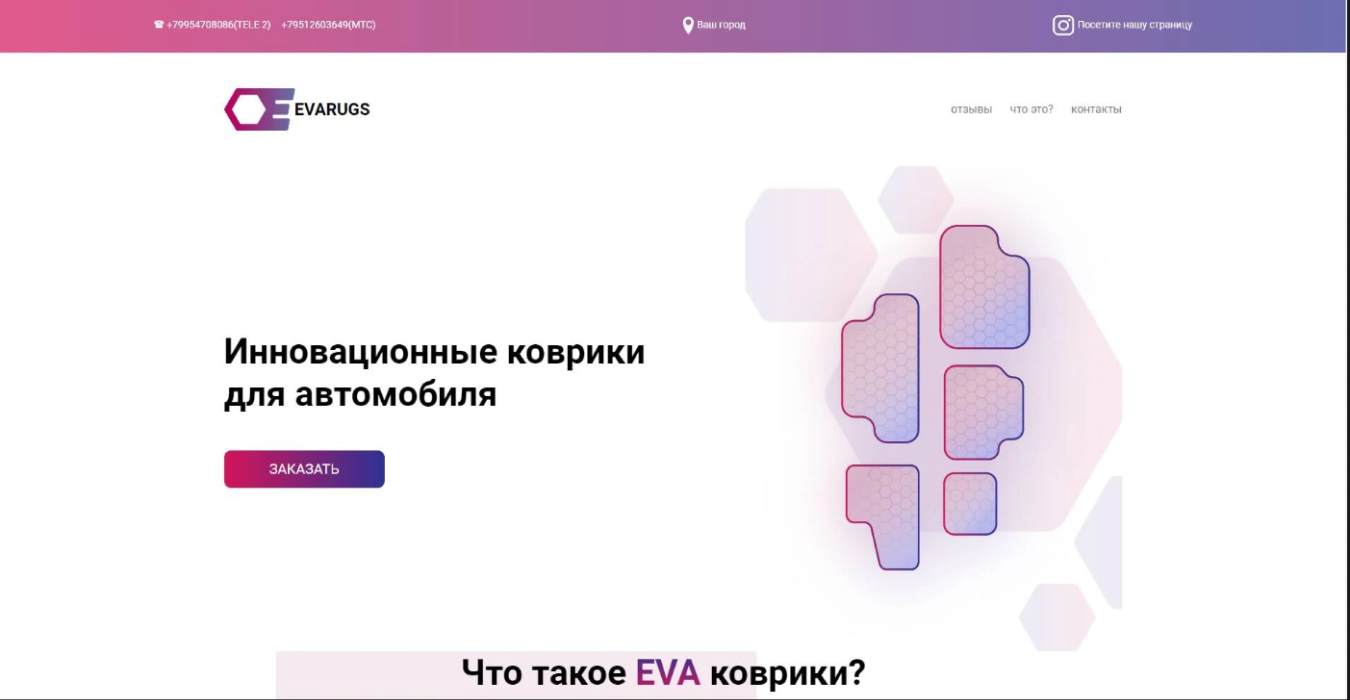 ☎ +79954708086(TELE 2) +79512603649(МТС)
Ваш город
Посетите нашу страницу
EVARUGS
отзывы что это? контакты
Инновационные коврики
для автомобиля
ЗАКАЗАТЬ
Что такое EVA коврики?